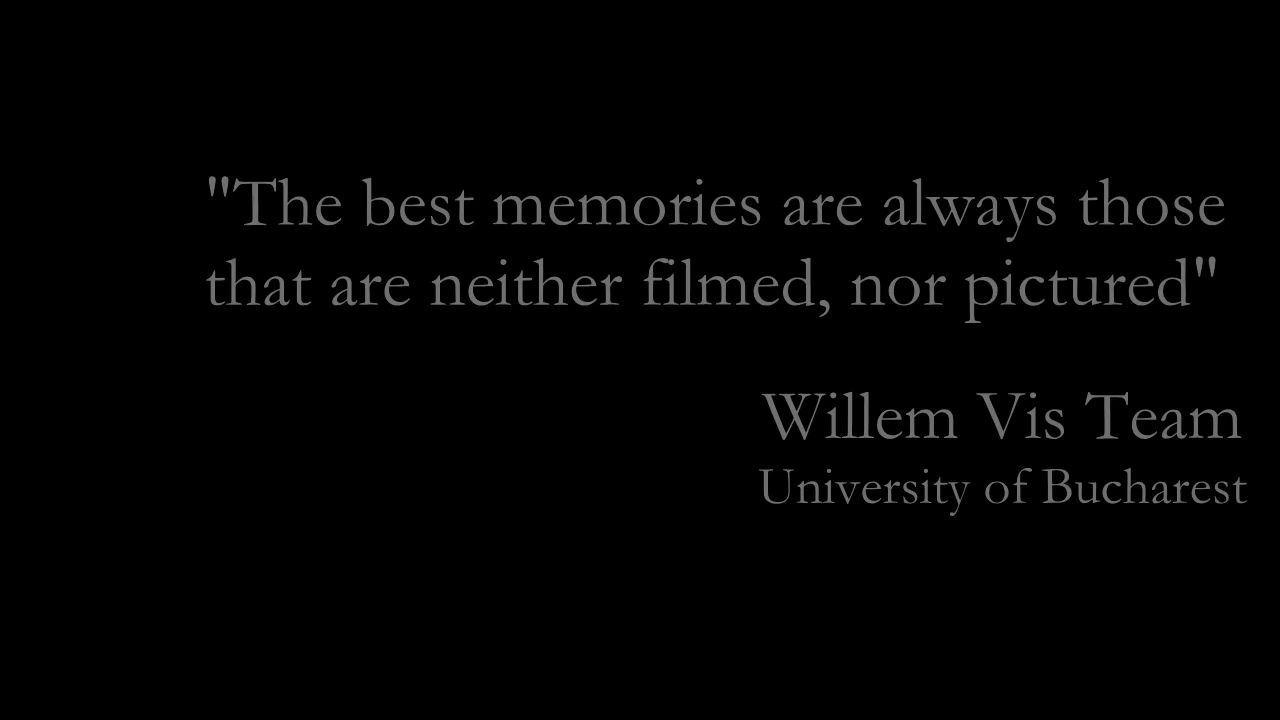 "The best memories are always those
that are neither filmed, nor pictured"
Willem Vis Team
University of Bucharest